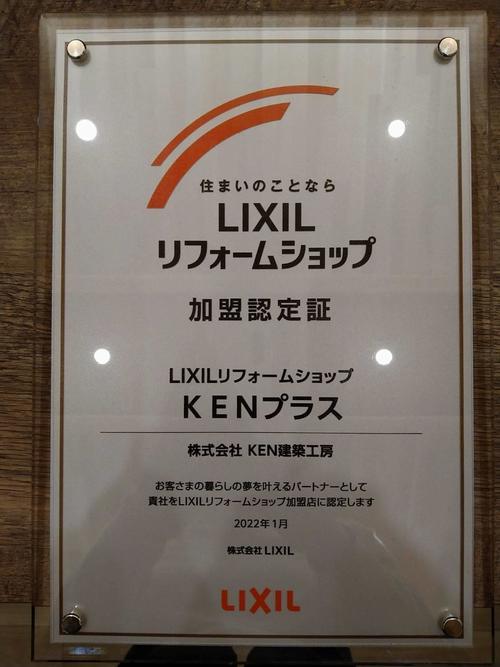 住まいのことなら
LIXIL
リフォームショップ
加盟認定証
LIXILリフォームショップ
KENプラス
株式会社 KEN建築工房
お客さまの暮らしの夢を叶えるパートナーとして
貴社をLIXILリフォームショップ加盟店に認定します
2022年1月
株式会社 LIXIL
LIXIL